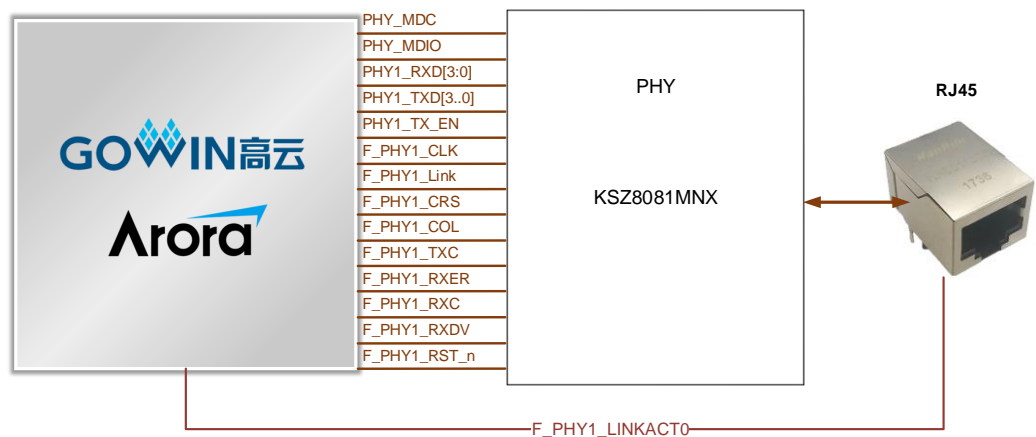 PHY_MDC
PHY_MDIO
PHY1_RXD[3:0]
PHY1_TXD[3..0]
PHY1_TX_EN
F_PHY1_CLK
F_PHY1_Link
F_PHY1_CRS
F_PHY1_COL
F_PHY1_TXC
F_PHY1_RXER
F_PHY1_RXC
F_PHY1_RXDV
F_PHY1_RST_n
GOWIN高云
Arora
PHY
KSZ8081MNX
RJ45
1736
F_PHY1_LINKACT0